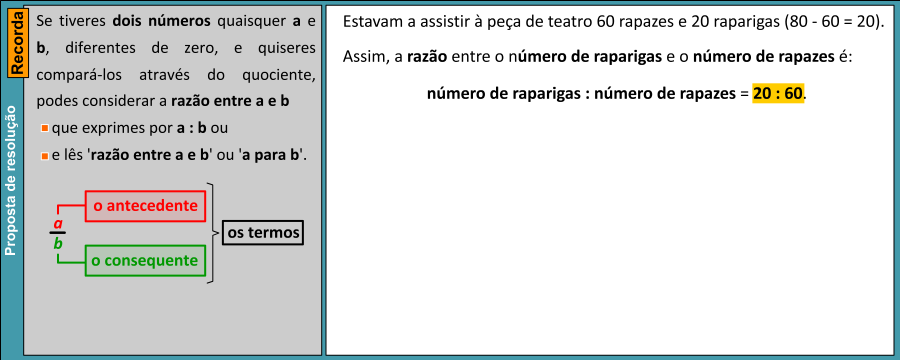 Recorda
Proposta de resolução
Se tiveres dois números quaisquer a e
b, diferentes de zero, e quiseres
compará-los através do quociente,
podes considerar a razão entre a e b
que exprimes por a : b ou
e lês 'razão entre a e b' ou 'a para b'.
a
b
o antecedente
o consequente
os termos
Estavam a assistir à peça de teatro 60 rapazes e 20 raparigas (80 - 60 = 20).
Assim, a razão entre o número de raparigas e o número de rapazes é:
número de raparigas : número de rapazes = 20 : 60.